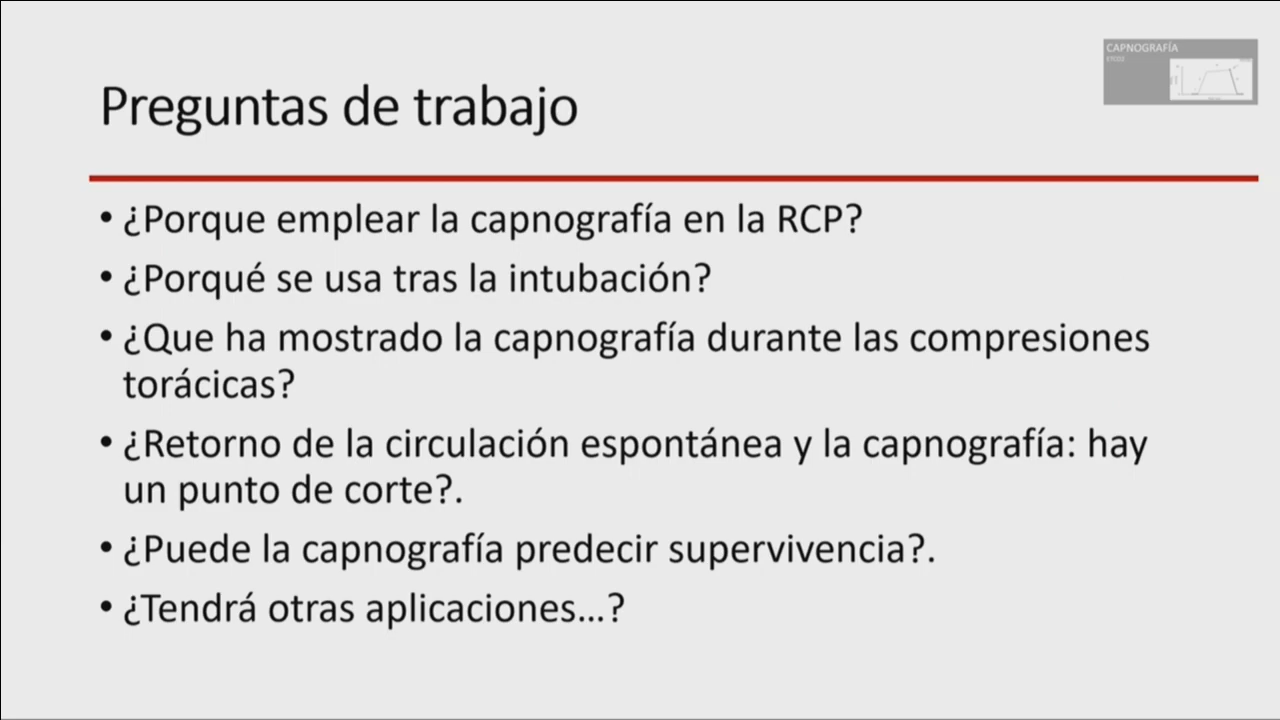 CAPNOGRAFÍA
ETCO2
Preguntas de trabajo
• ¿Porque emplear la capnografía en la RCP?
• ¿Porqué se usa tras la intubación?
• ¿Que ha mostrado la capnografía durante las compresiones
torácicas?
• ¿Retorno de la circulación espontánea y la capnografía: hay
un punto de corte?.
• ¿Puede la capnografía predecir supervivencia?.
• ¿Tendrá otras aplicaciones...?